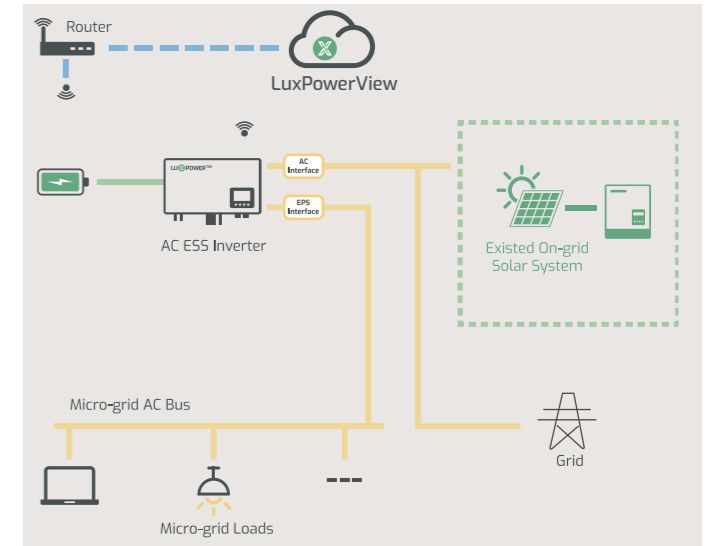 Router
X
LuxPowerView
LUXPOWERTEK
AC
Interface
EPS
Interface
AC ESS Inverter
Existed On-grid
Solar System
Micro-grid AC Bus
Grid
Micro-grid Loads